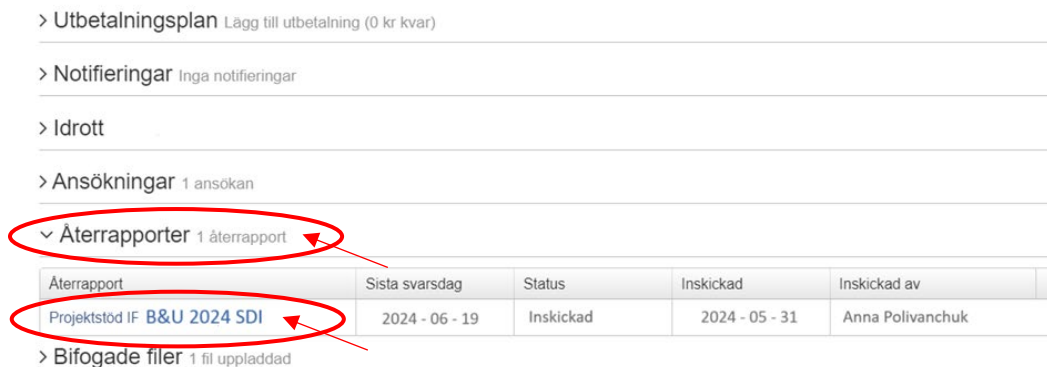 > Utbetalningsplan Lägg till utbetalning (0 kr kvar)
> Notifieringar Inga notifieringar
> Idrott
> Ansökningar 1 ansökan
Återrapporter 1 återrapport
Återrapport Sista svarsdag Status Inskickad Inskickad av
Projektstöd IF B&U 2024 SDI 2024 - 06 - 19 Inskickad 2024 - 05 - 31 Anna Polivanchuk
> Bifogade filer 1 fil uppladdad